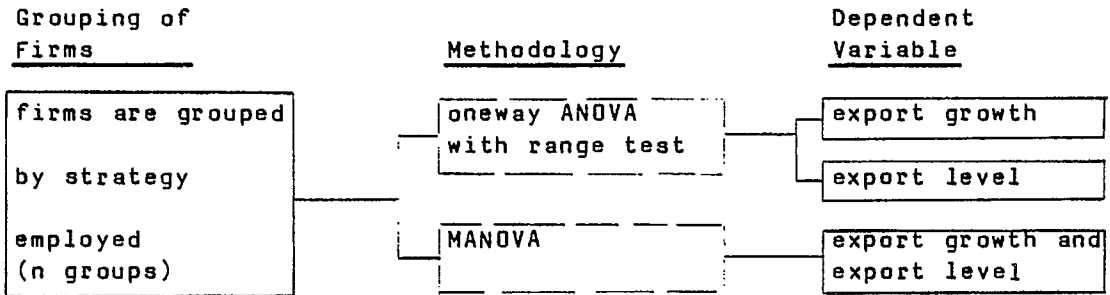 Grouping of
Firms
Methodology
Dependent
Variable
firms are grouped
by strategy
employed
(n groups)
oneway ANOVA
with range test
MANOVA
export growth
export level
export growth and
export level